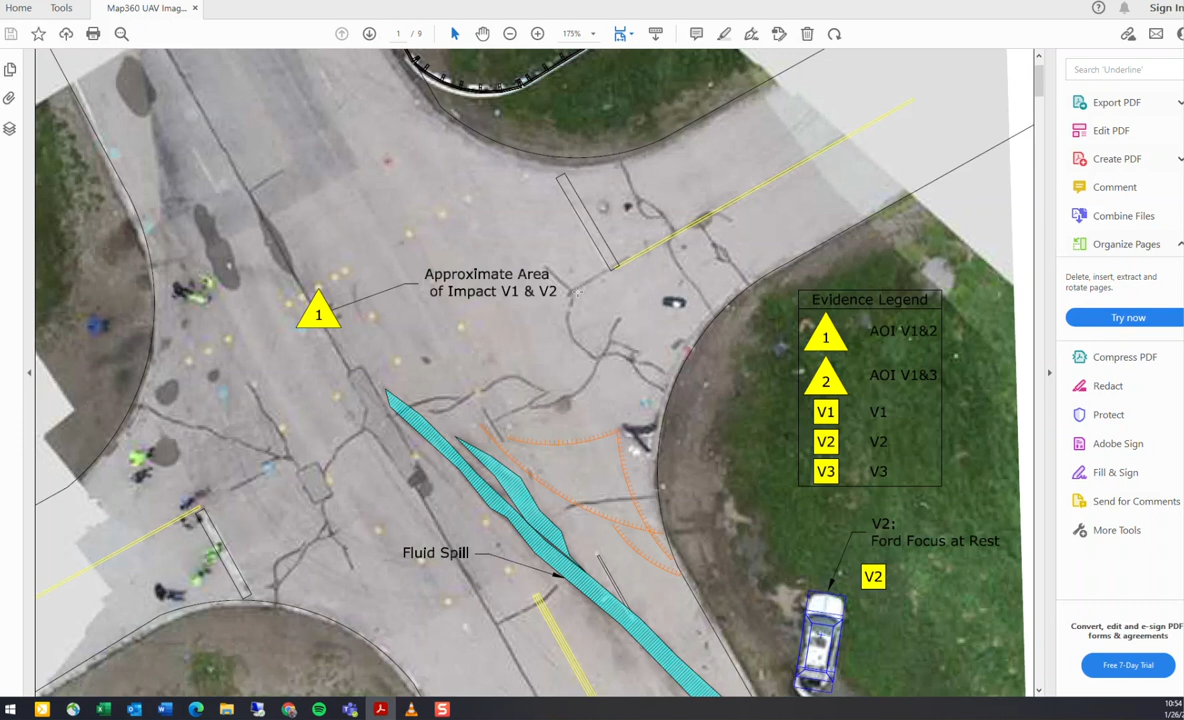 Home
Tools
Map360 UAV Imag...
Sign In
1 / 9
175%
Approximate Area
of Impact V1 & V2
1
Fluid Spill
Evidence Legend
1 AOI V1&2
2 AOI V1&3
V1 V1
V2 V2
V3 V3
V2:
Ford Focus at Rest
V2
Search 'Underline'
Export PDF
Edit PDF
Create PDF
Comment
Combine Files
Organize Pages
Delete, insert, extract and
rotate pages.
Try now
Compress PDF
Redact
Protect
Adobe Sign
Fill & Sign
Send for Comments
More Tools
Convert, edit and e-sign PDF
forms & agreements
Free 7-Day Trial
10:54